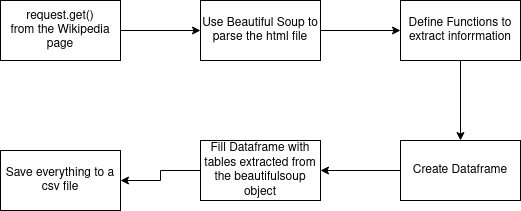 request.get()
from the Wikipedia
page
Use Beautiful Soup to
parse the html file
Define Functions to
extract inforrmation
Create Dataframe
Fill Dataframe with
tables extracted from
the beautifulsoup
object
Save everything to a
csv file